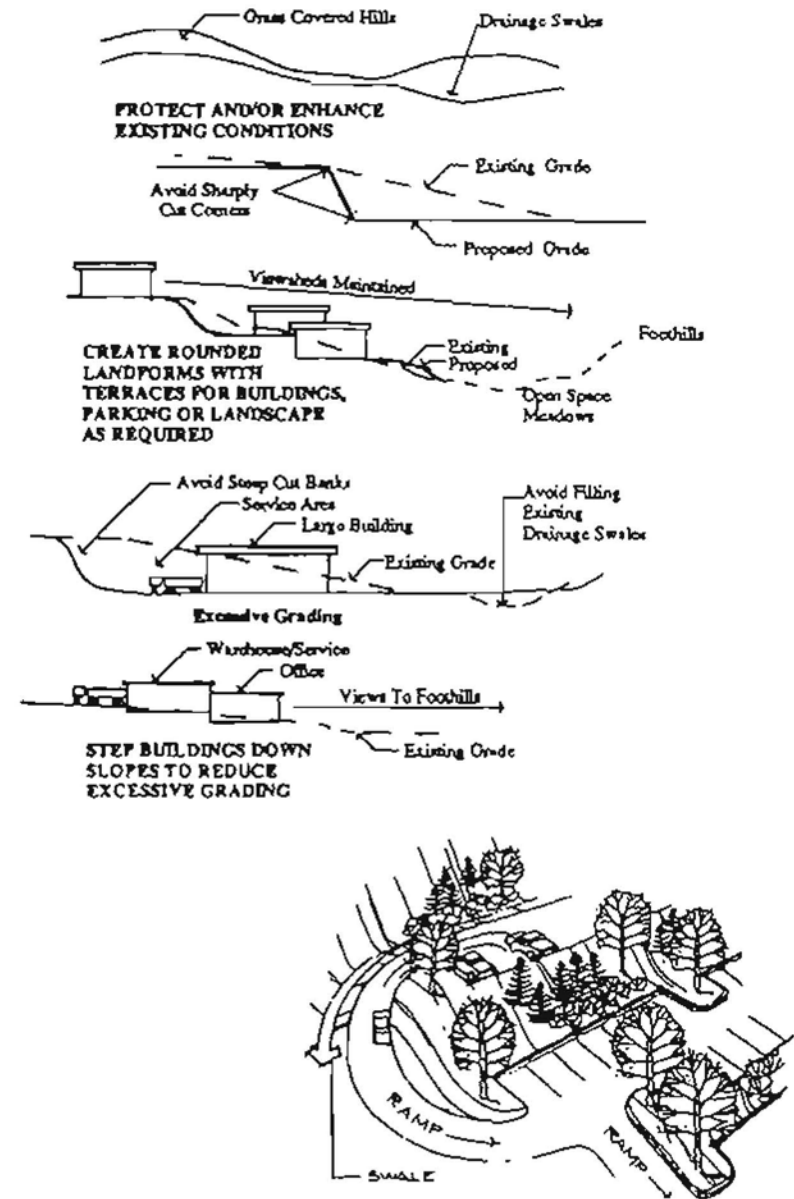 Grass Covered Hills
Drainage Swales
PROTECT AND/OR ENHANCE
EXISTING CONDITIONS
Existing Grade
Avoid Sharply
Cut Corners
Proposed Grade
Viewsheds Maintained
Foothills
CREATE ROUNDED
LANDFORMS WITH
TERRACES FOR BUILDINGS,
PARKING OR LANDSCAPE
AS REQUIRED
Existing
Proposed
Open Space
Meadows
Avoid Steep Cut Banks
Service Area
Large Building
Avoid Filling
Existing
Drainage Swales
Existing Grade
Excessive Grading
Warehouse/Service
Office
Views To Foothills
STEP BUILDINGS DOWN
SLOPES TO REDUCE
EXCESSIVE GRADING
Existing Grade
RAMP
RAMP
SWALE